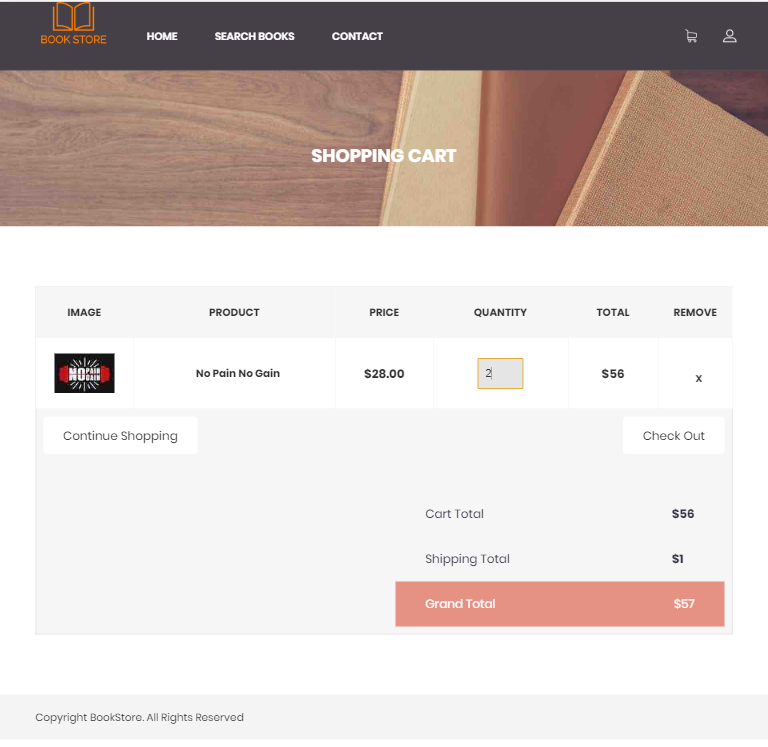 BOOK STORE
HOME SEARCH BOOKS CONTACT
SHOPPING CART
IMAGE PRODUCT PRICE QUANTITY TOTAL REMOVE
NO PAIN NO GAIN No Pain No Gain $28.00 2 $56 x
Continue Shopping Check Out
Cart Total $56
Shipping Total $1
Grand Total $57
Copyright BookStore. All Rights Reserved